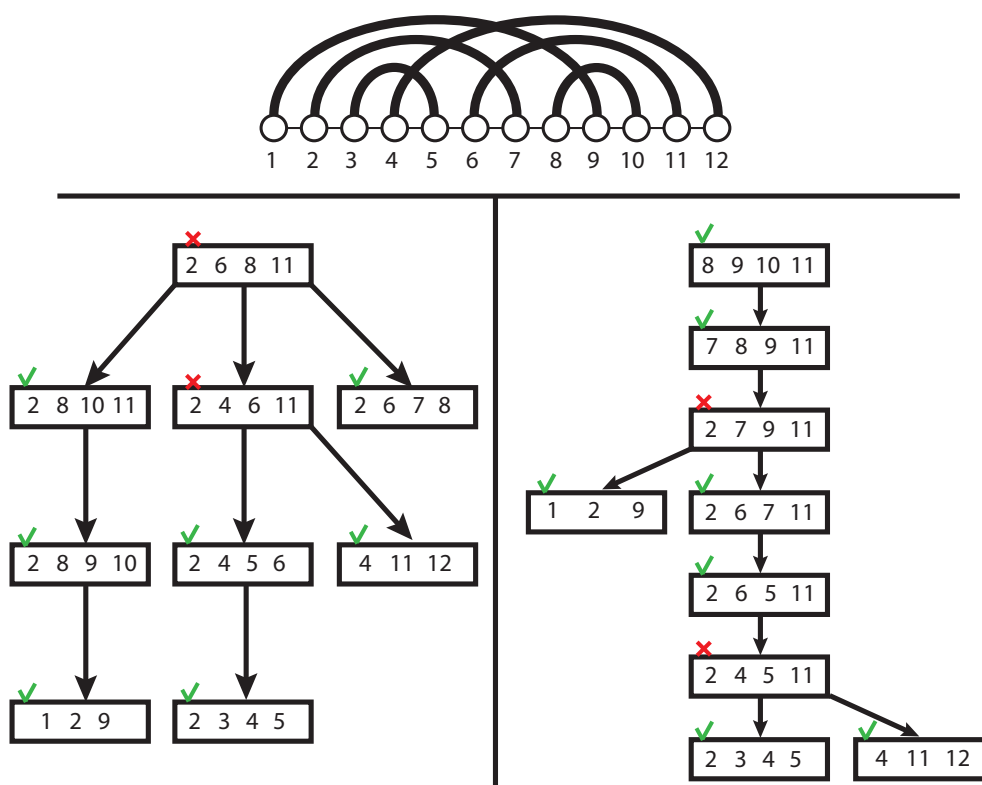 1 2 3 4 5 6 7 8 9 10 11 12
2 6 8 11
2 8 10 11
2 4 6 11
2 6 7 8
2 8 9 10
2 4 5 6
4 11 12
1 2 9
2 3 4 5
8 9 10 11
7 8 9 11
2 7 9 11
1 2 9
2 6 7 11
2 6 5 11
2 4 5 11
2 3 4 5
4 11 12